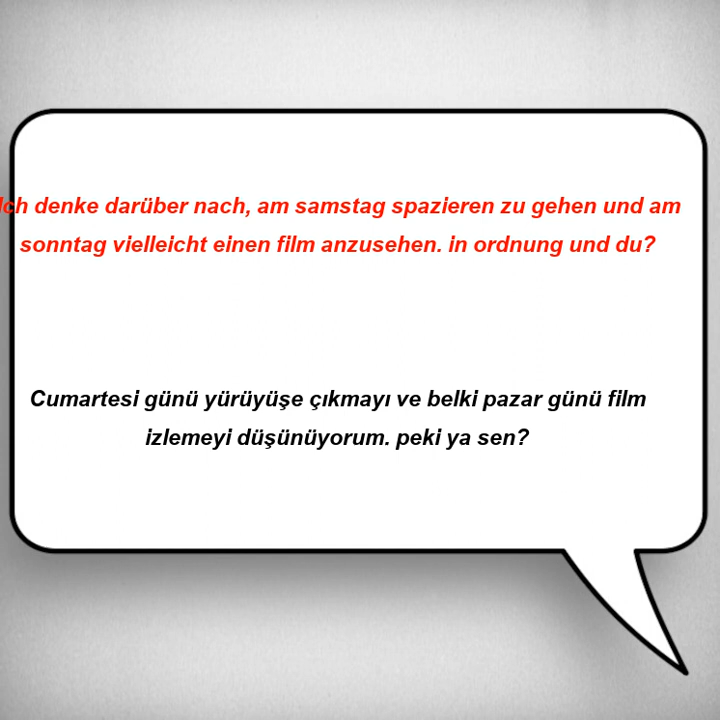 Ich denke darüber nach, am samstag spazieren zu gehen und am
sonntag vielleicht einen film anzusehen. in ordnung und du?
Cumartesi günü yürüyüşe çıkmayı ve belki pazar günü film
izlemeyi düşünüyorum. peki ya sen?